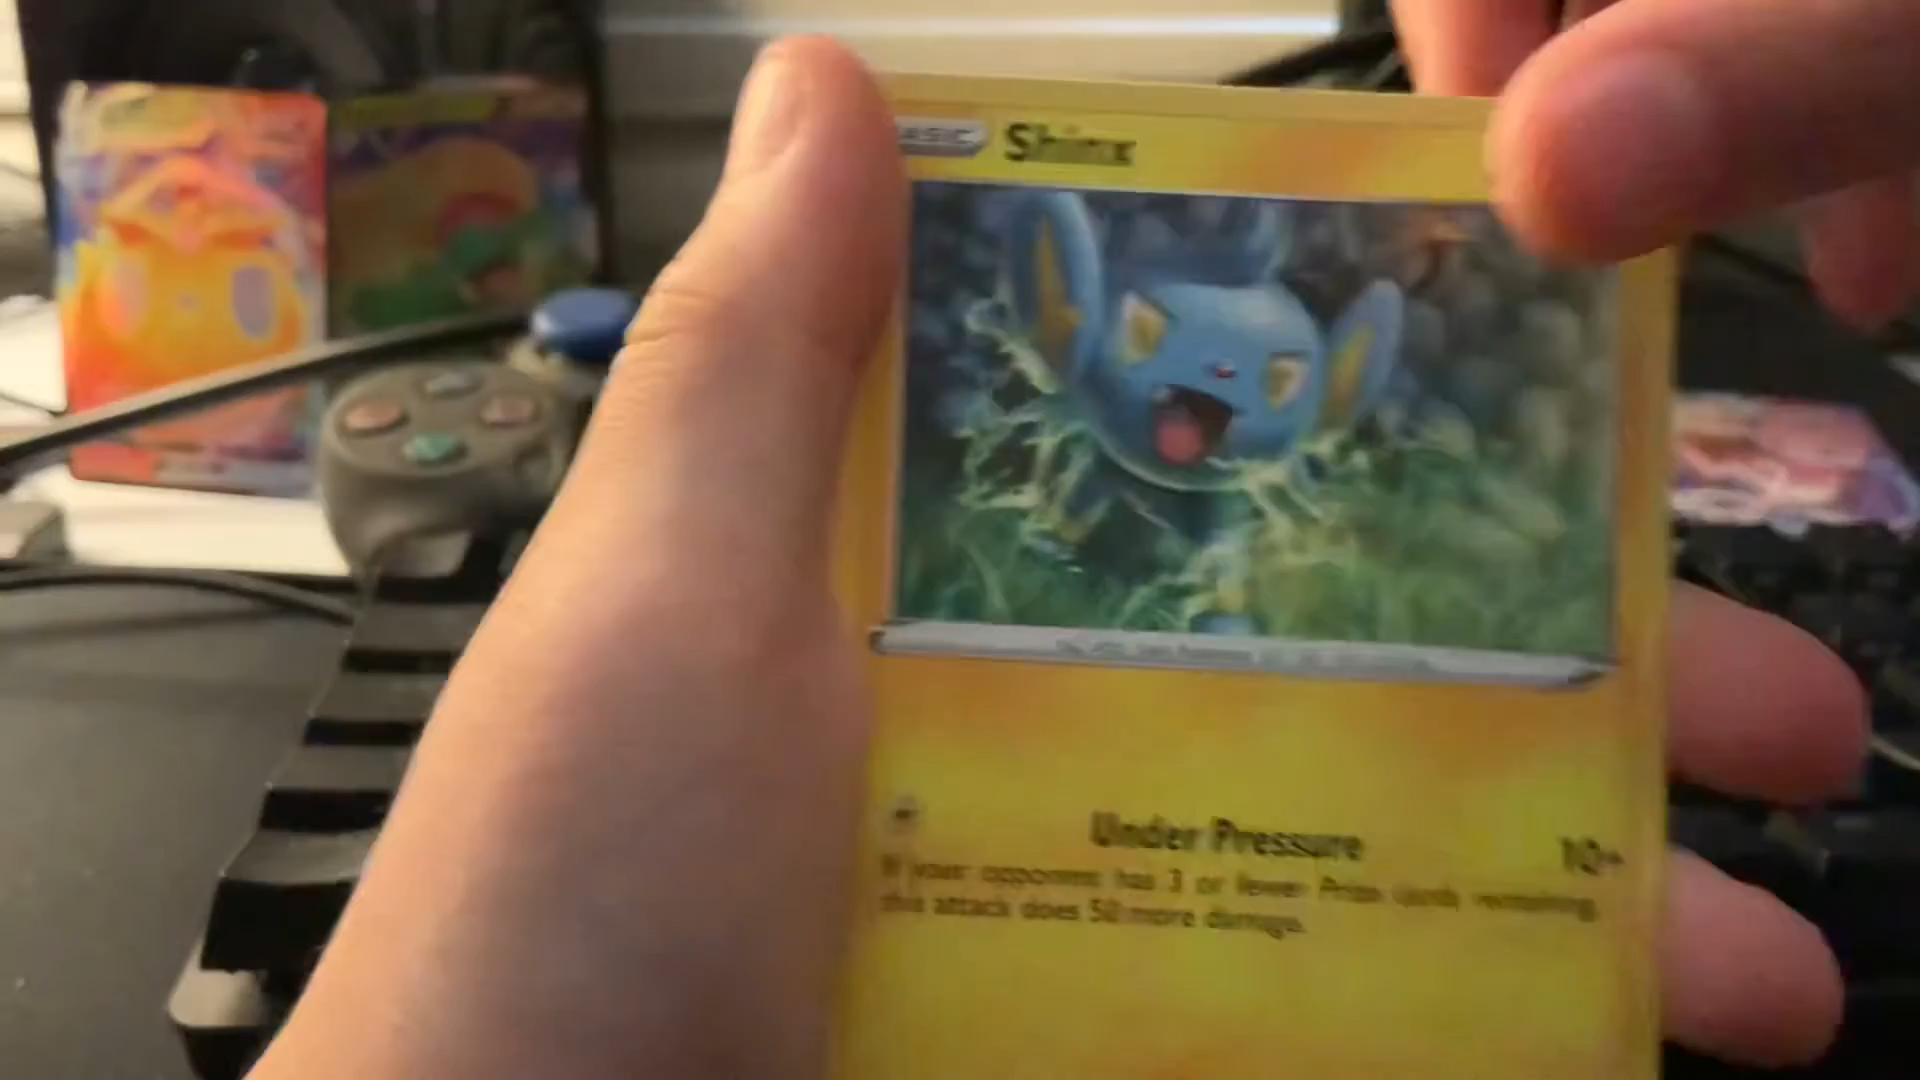 BASIC Shinx
Under Pressure 10+
If your opponent has 3 or fewer Prize cards remaining,
this attack does 50 more damage.